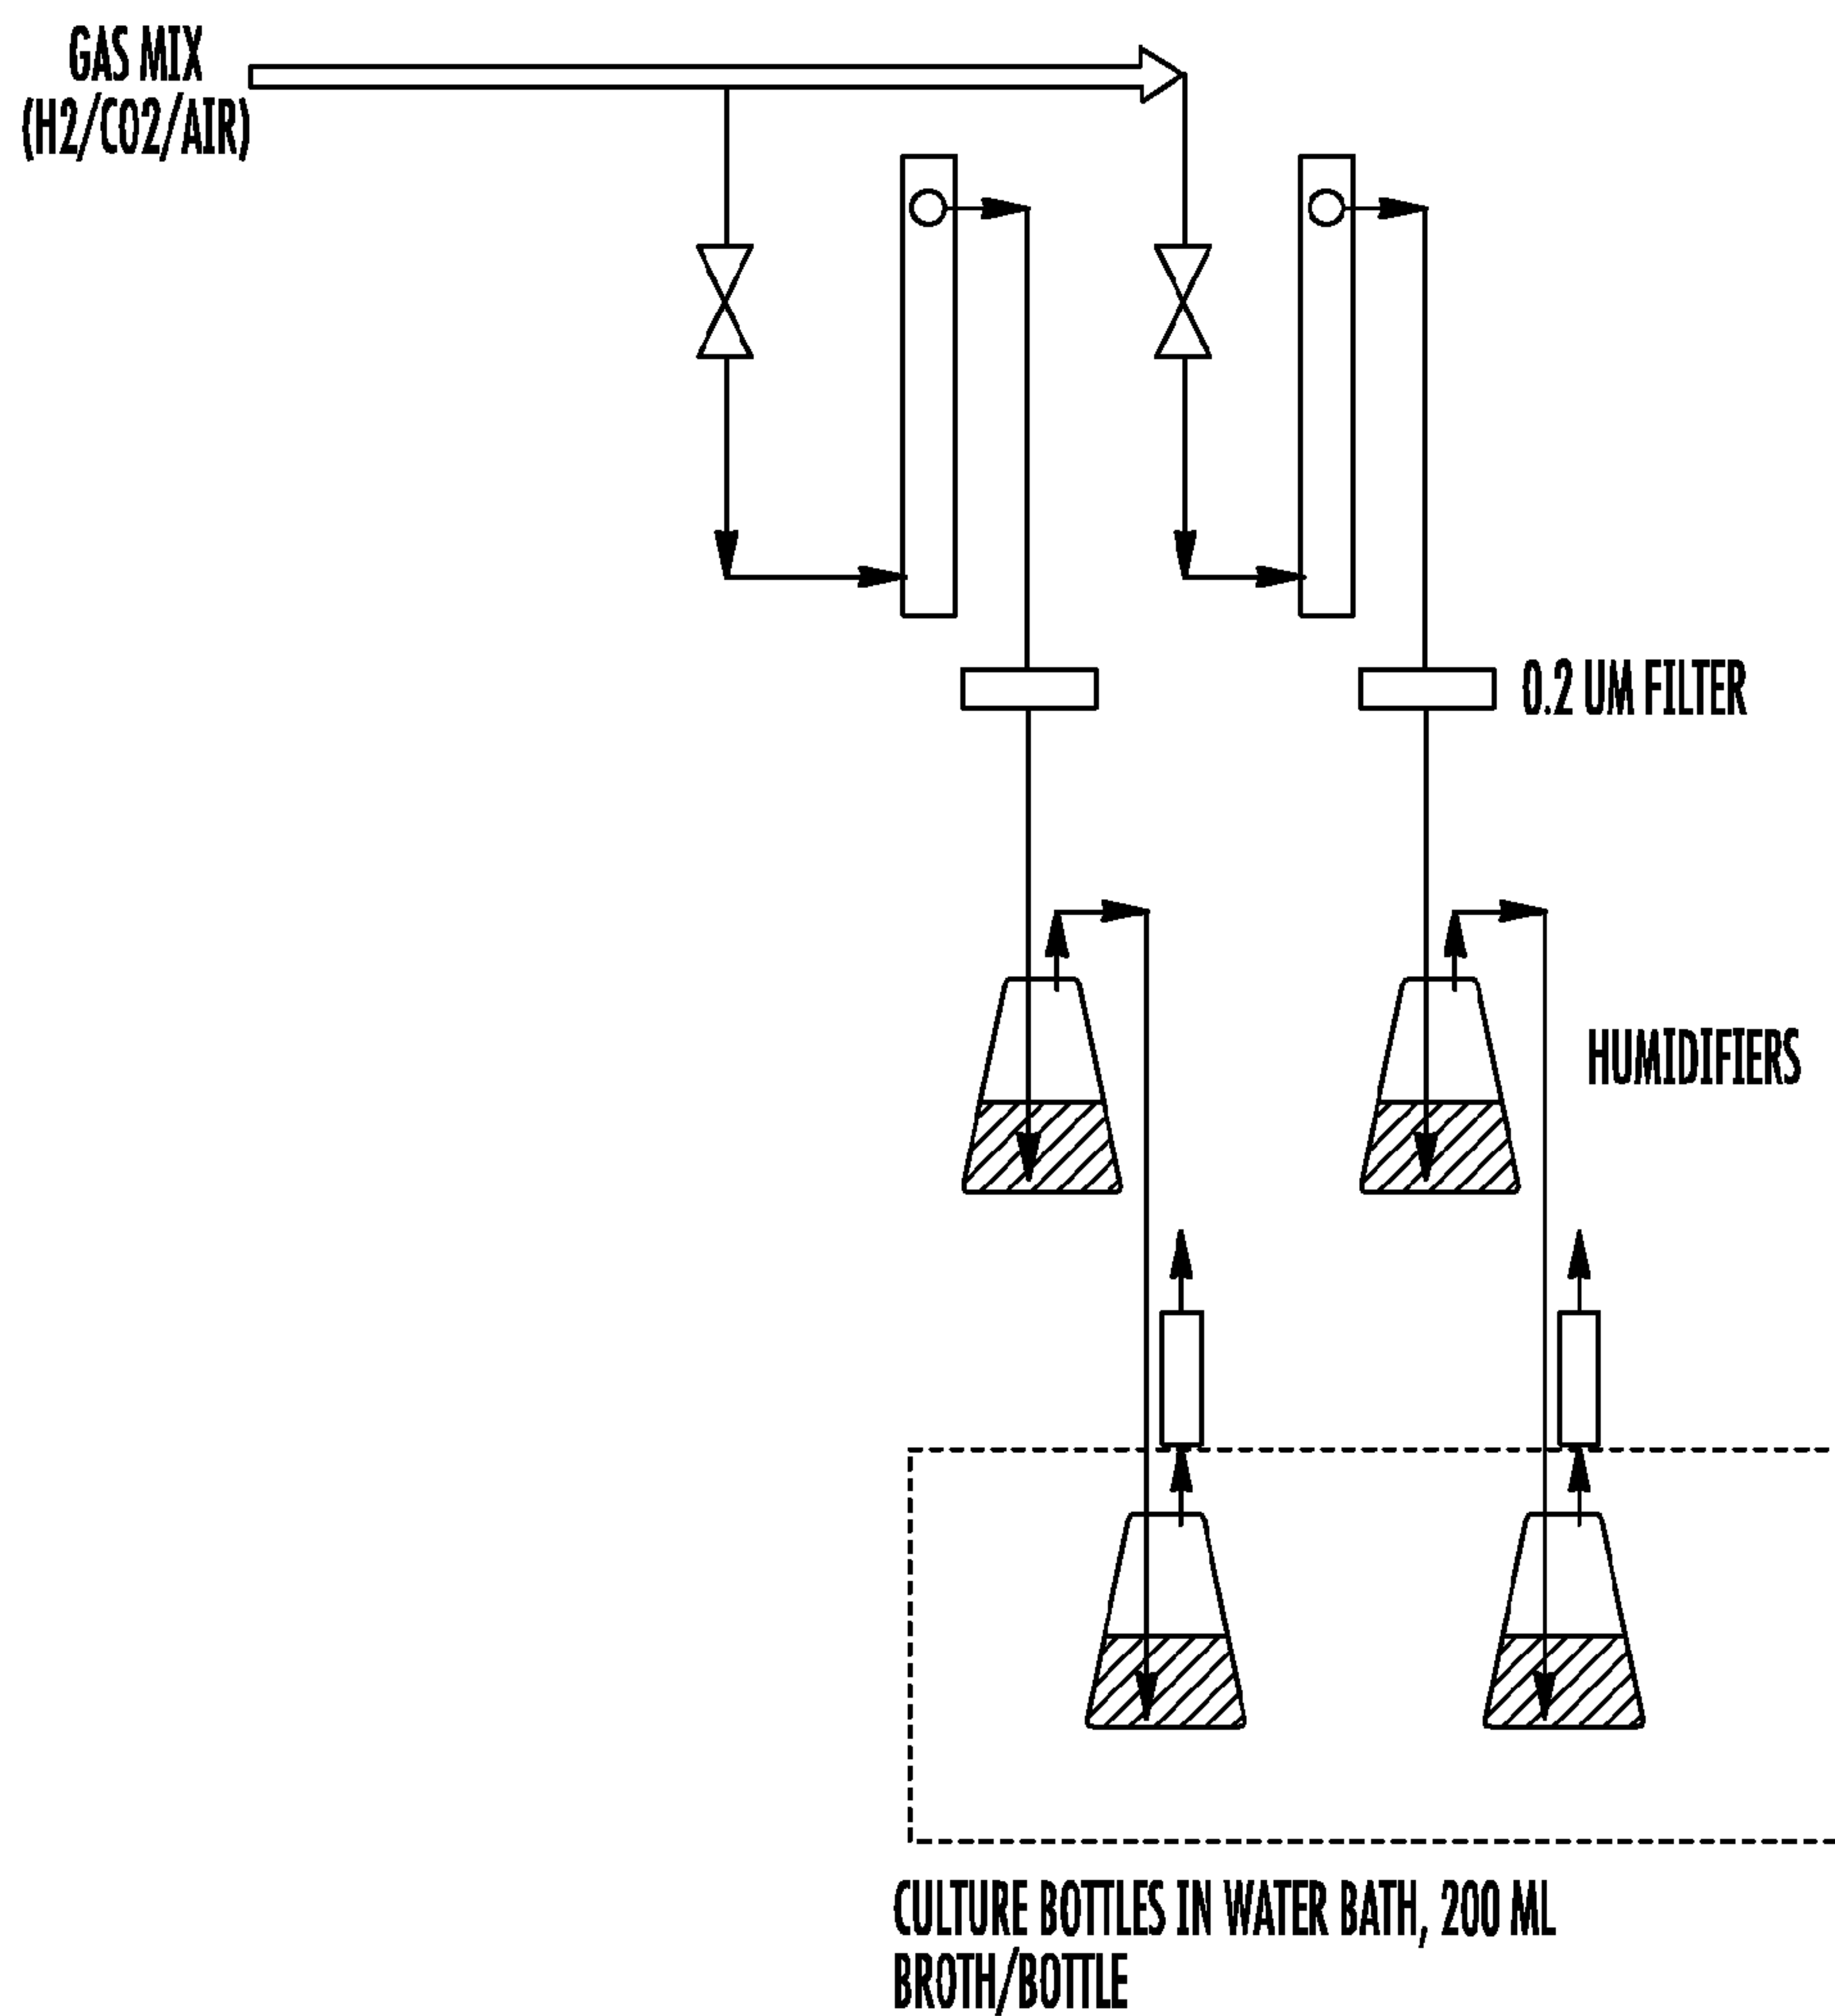 GAS MIX
(H2/CO2/AIR)
0.2 UM FILTER
HUMIDIFIERS
CULTURE BOTTLES IN WATER BATH, 200 ML
BROTH/BOTTLE